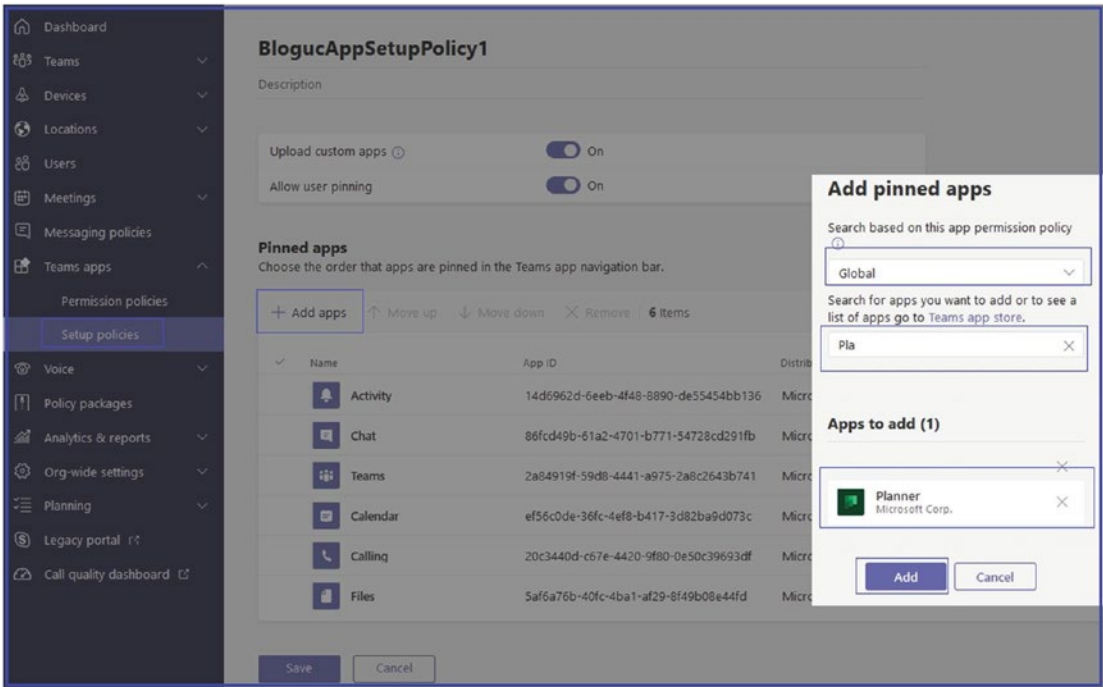 Dashboard
Teams
Devices
Locations
Users
Meetings
Messaging policies
Teams apps
Permission policies
Setup policies
Voice
Policy packages
Analytics & reports
Org-wide settings
Planning
Legacy portal
Call quality dashboard
BlogucAppSetupPolicy1
Description
Upload custom apps On
Allow user pinning On
Pinned apps
Choose the order that apps are pinned in the Teams app navigation bar.
+ Add apps ↑ Move up ↓ Move down × Remove 6 items
Name App ID Distrib
Activity 14d6962d-6eeb-4f48-8890-de55454bb136 Micro
Chat 86fcd49b-61a2-4701-b771-54728cd291fb Micro
Teams 2a84919f-59d8-4441-a975-2a8c2643b741 Micro
Calendar ef56c0de-36fc-4ef8-b417-3d82ba9d073c Micro
Calling 20c3440d-c67e-4420-9f80-0e50c39693df Micro
Files 5af6a76b-40fc-4ba1-af29-8f49b08e44fd Micro
Save Cancel
Add pinned apps
Search based on this app permission policy
Global
Search for apps you want to add or to see a
list of apps go to Teams app store.
Pla
Apps to add (1)
Planner
Microsoft Corp.
Add Cancel